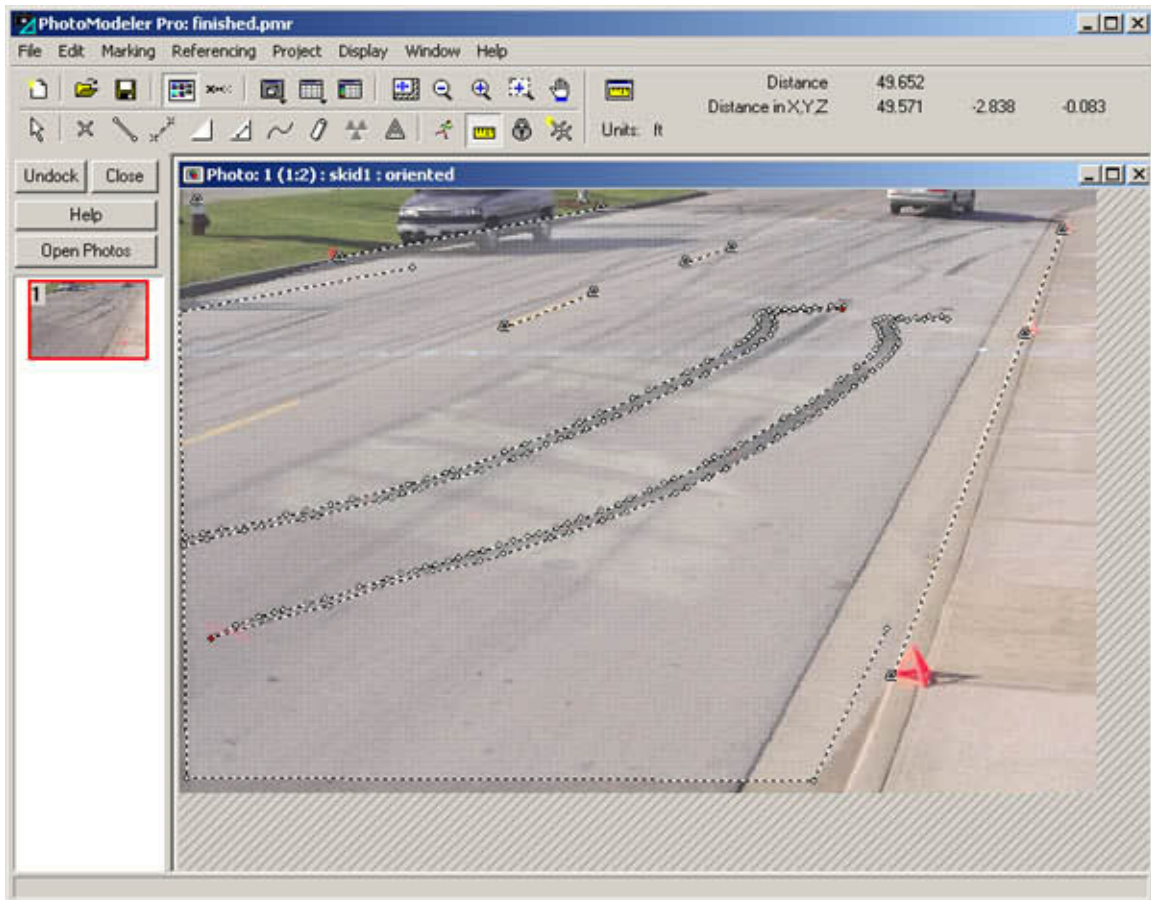 PhotoModeler Pro: finished.pmr
File Edit Marking Referencing Project Display Window Help
Distance 49.652
Distance in X,Y,Z 49.571 -2.838 -0.083
Units: ft
Undock Close
Photo: 1 (1:2) : skid1 : oriented
Help
Open Photos
1